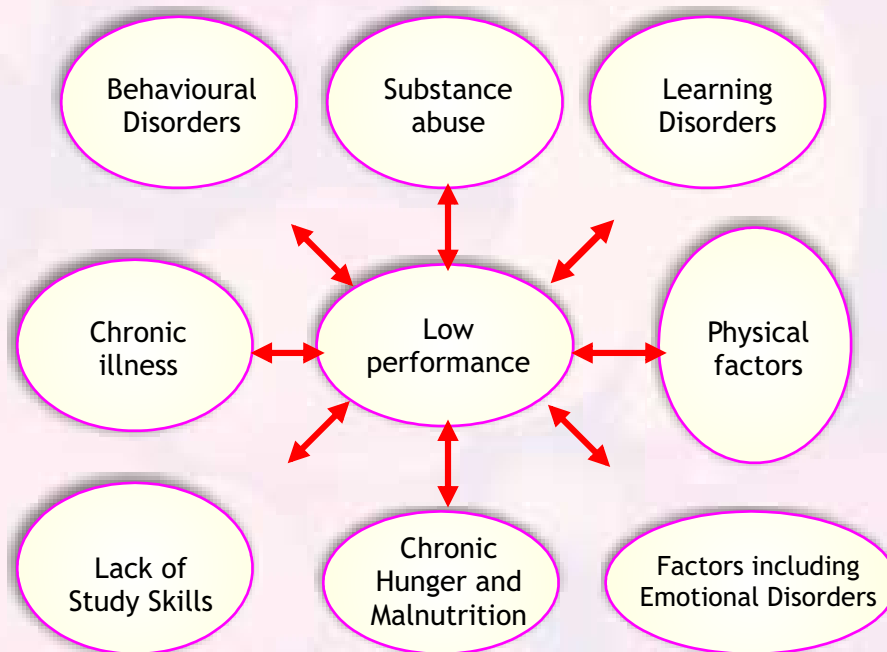 Behavioural
Disorders
Substance
abuse
Learning
Disorders
Chronic
illness
Low
performance
Physical
factors
Lack of
Study Skills
Chronic
Hunger and
Malnutrition
Factors including
Emotional Disorders